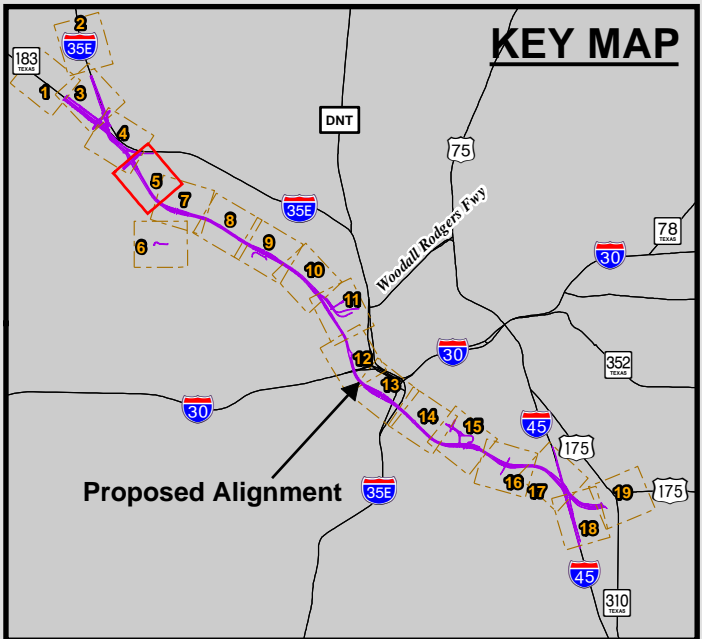 KEY MAP
2
35E
183
TEXAS
1
3
4
DNT
75
5
7
35E
Woodall Rodgers Fwy
78
TEXAS
8
6
9
30
10
11
12
30
352
TEXAS
13
30
14
15
45
175
Proposed Alignment
35E
16
17
19
175
18
45
310
TEXAS